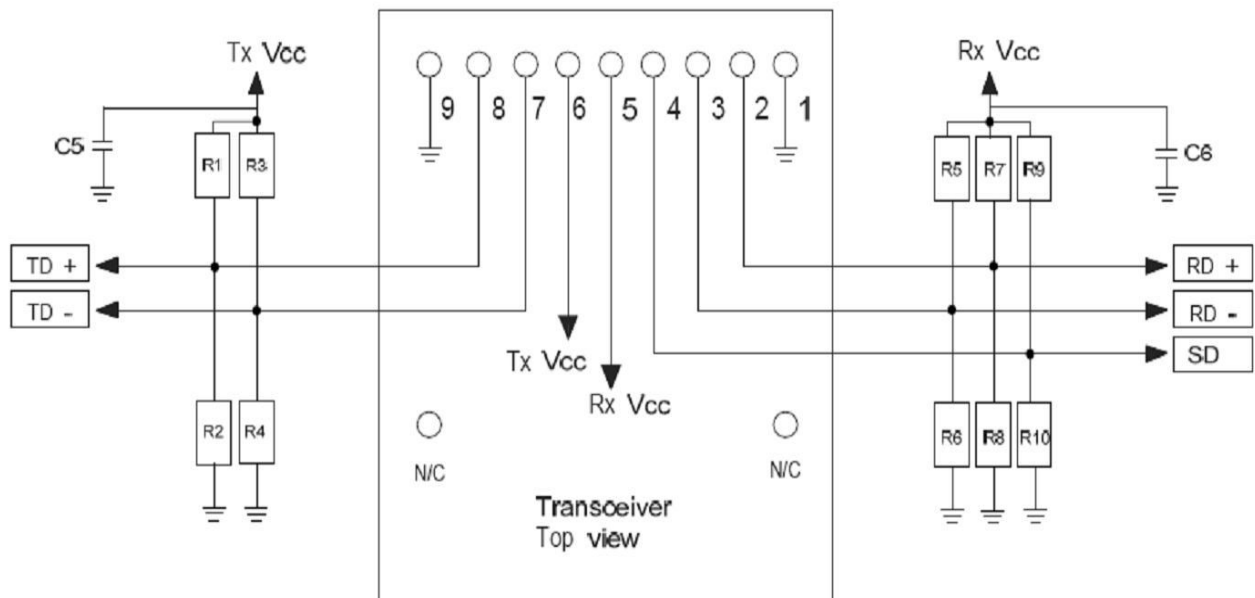 Tx Vcc
Rx Vcc
9 8 7 6 5 4 3 2 1
C5
R1 R3
R5 R7 R9
C6
TD +
RD +
TD -
RD -
SD
Tx Vcc
Rx Vcc
R2 R4
R6 R8 R10
N/C
N/C
Transceiver
Top view